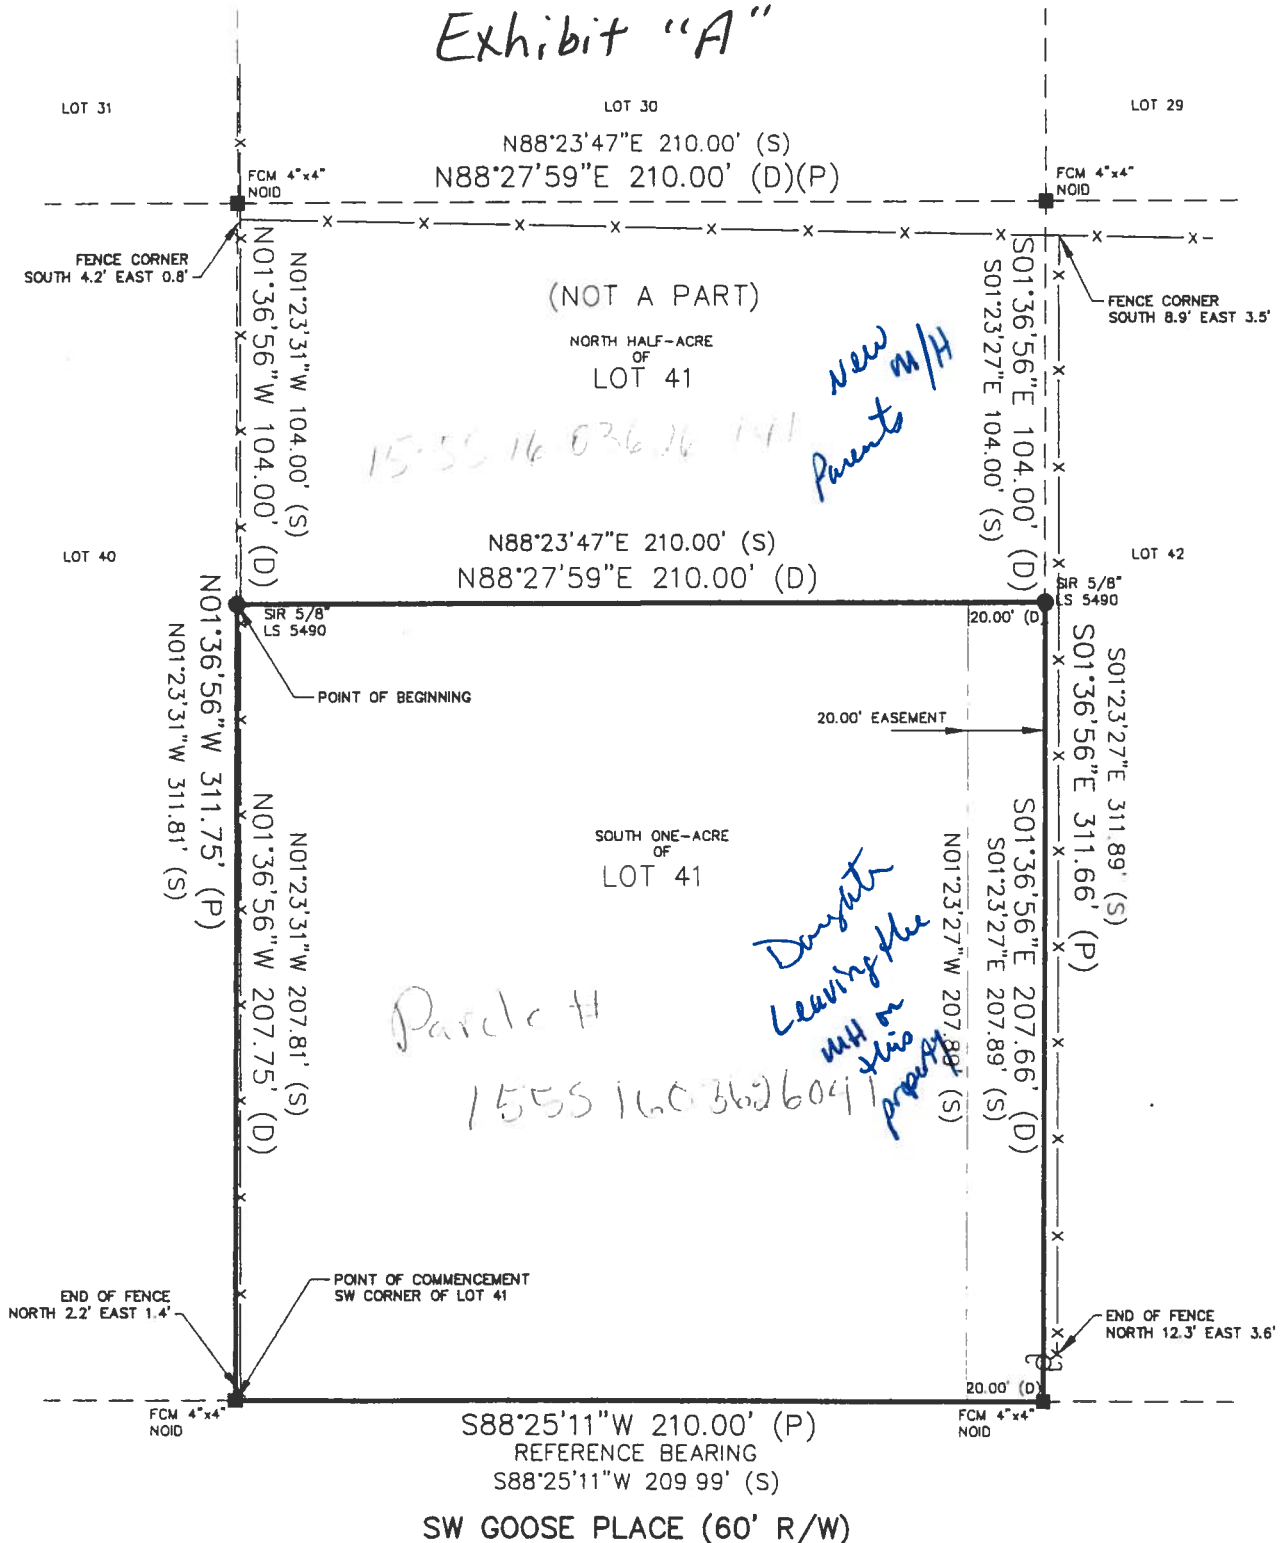 Exhibit "A"
LOT 31
LOT 30
LOT 29
N88°23'47"E 210.00' (S)
N88°27'59"E 210.00' (D)(P)
FCM 4"x4"
NOID
FCM 4"x4"
NOID
FENCE CORNER
SOUTH 4.2' EAST 0.8'
N01°36'56"W 104.00' (D)
N01°23'31"W 104.00' (S)
(NOT A PART)
NORTH HALF-ACRE
OF
LOT 41
New M/H
Parents
S01°23'27"E 104.00' (S)
S01°36'56"E 104.00' (D)
FENCE CORNER
SOUTH 8.9' EAST 3.5'
LOT 40
N88°23'47"E 210.00' (S)
N88°27'59"E 210.00' (D)
LOT 42
SIR 5/8"
LS 5490
SIR 5/8"
LS 5490
20.00' (D)
POINT OF BEGINNING
N01°23'31"W 311.81' (S)
N01°36'56"W 311.75' (P)
20.00' EASEMENT
S01°36'56"E 311.66' (P)
S01°23'27"E 311.89' (S)
N01°36'56"W 207.75' (D)
N01°23'31"W 207.81' (S)
SOUTH ONE-ACRE
OF
LOT 41
Daughter
Leaving the
MH on
this
property
N01°23'27"W 207.89' (S)
S01°23'27"E 207.89' (S)
S01°36'56"E 207.66' (D)
Parcle #
1555 1603626041
END OF FENCE
NORTH 2.2' EAST 1.4'
POINT OF COMMENCEMENT
SW CORNER OF LOT 41
END OF FENCE
NORTH 12.3' EAST 3.6'
20.00' (D)
FCM 4"x4"
NOID
FCM 4"x4"
NOID
S88°25'11"W 210.00' (P)
REFERENCE BEARING
S88°25'11"W 209.99' (S)
SW GOOSE PLACE (60' R/W)